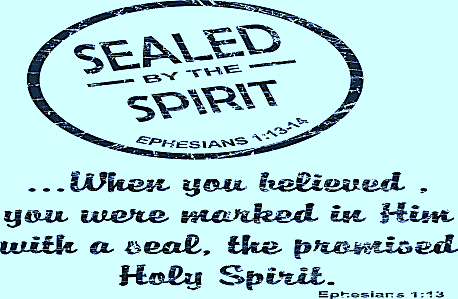 SEALED
BY THE
SPIRIT
EPHESIANS 1:13-14
...When you believed ,
you were marked in Him
with a seal, the promised
Holy Spirit.
Ephesians 1:13